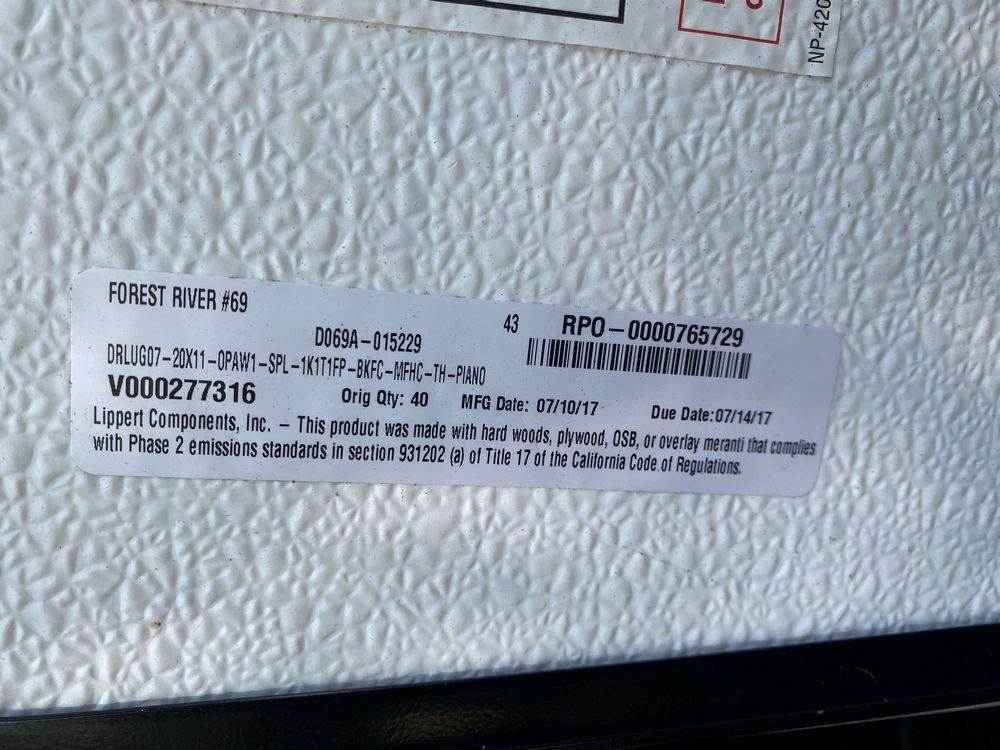 NP-420
FOREST RIVER #69
43 RPO-0000765729
D069A-015229
DRLUG07-20X11-OPAW1-SPL-1K1T1FP-BKFC-MFHC-TH-PIANO
V000277316 Orig Qty: 40 MFG Date: 07/10/17 Due Date:07/14/17
Lippert Components, Inc. – This product was made with hard woods, plywood, OSB, or overlay meranti that complies
with Phase 2 emissions standards in section 931202 (a) of Title 17 of the California Code of Regulations.